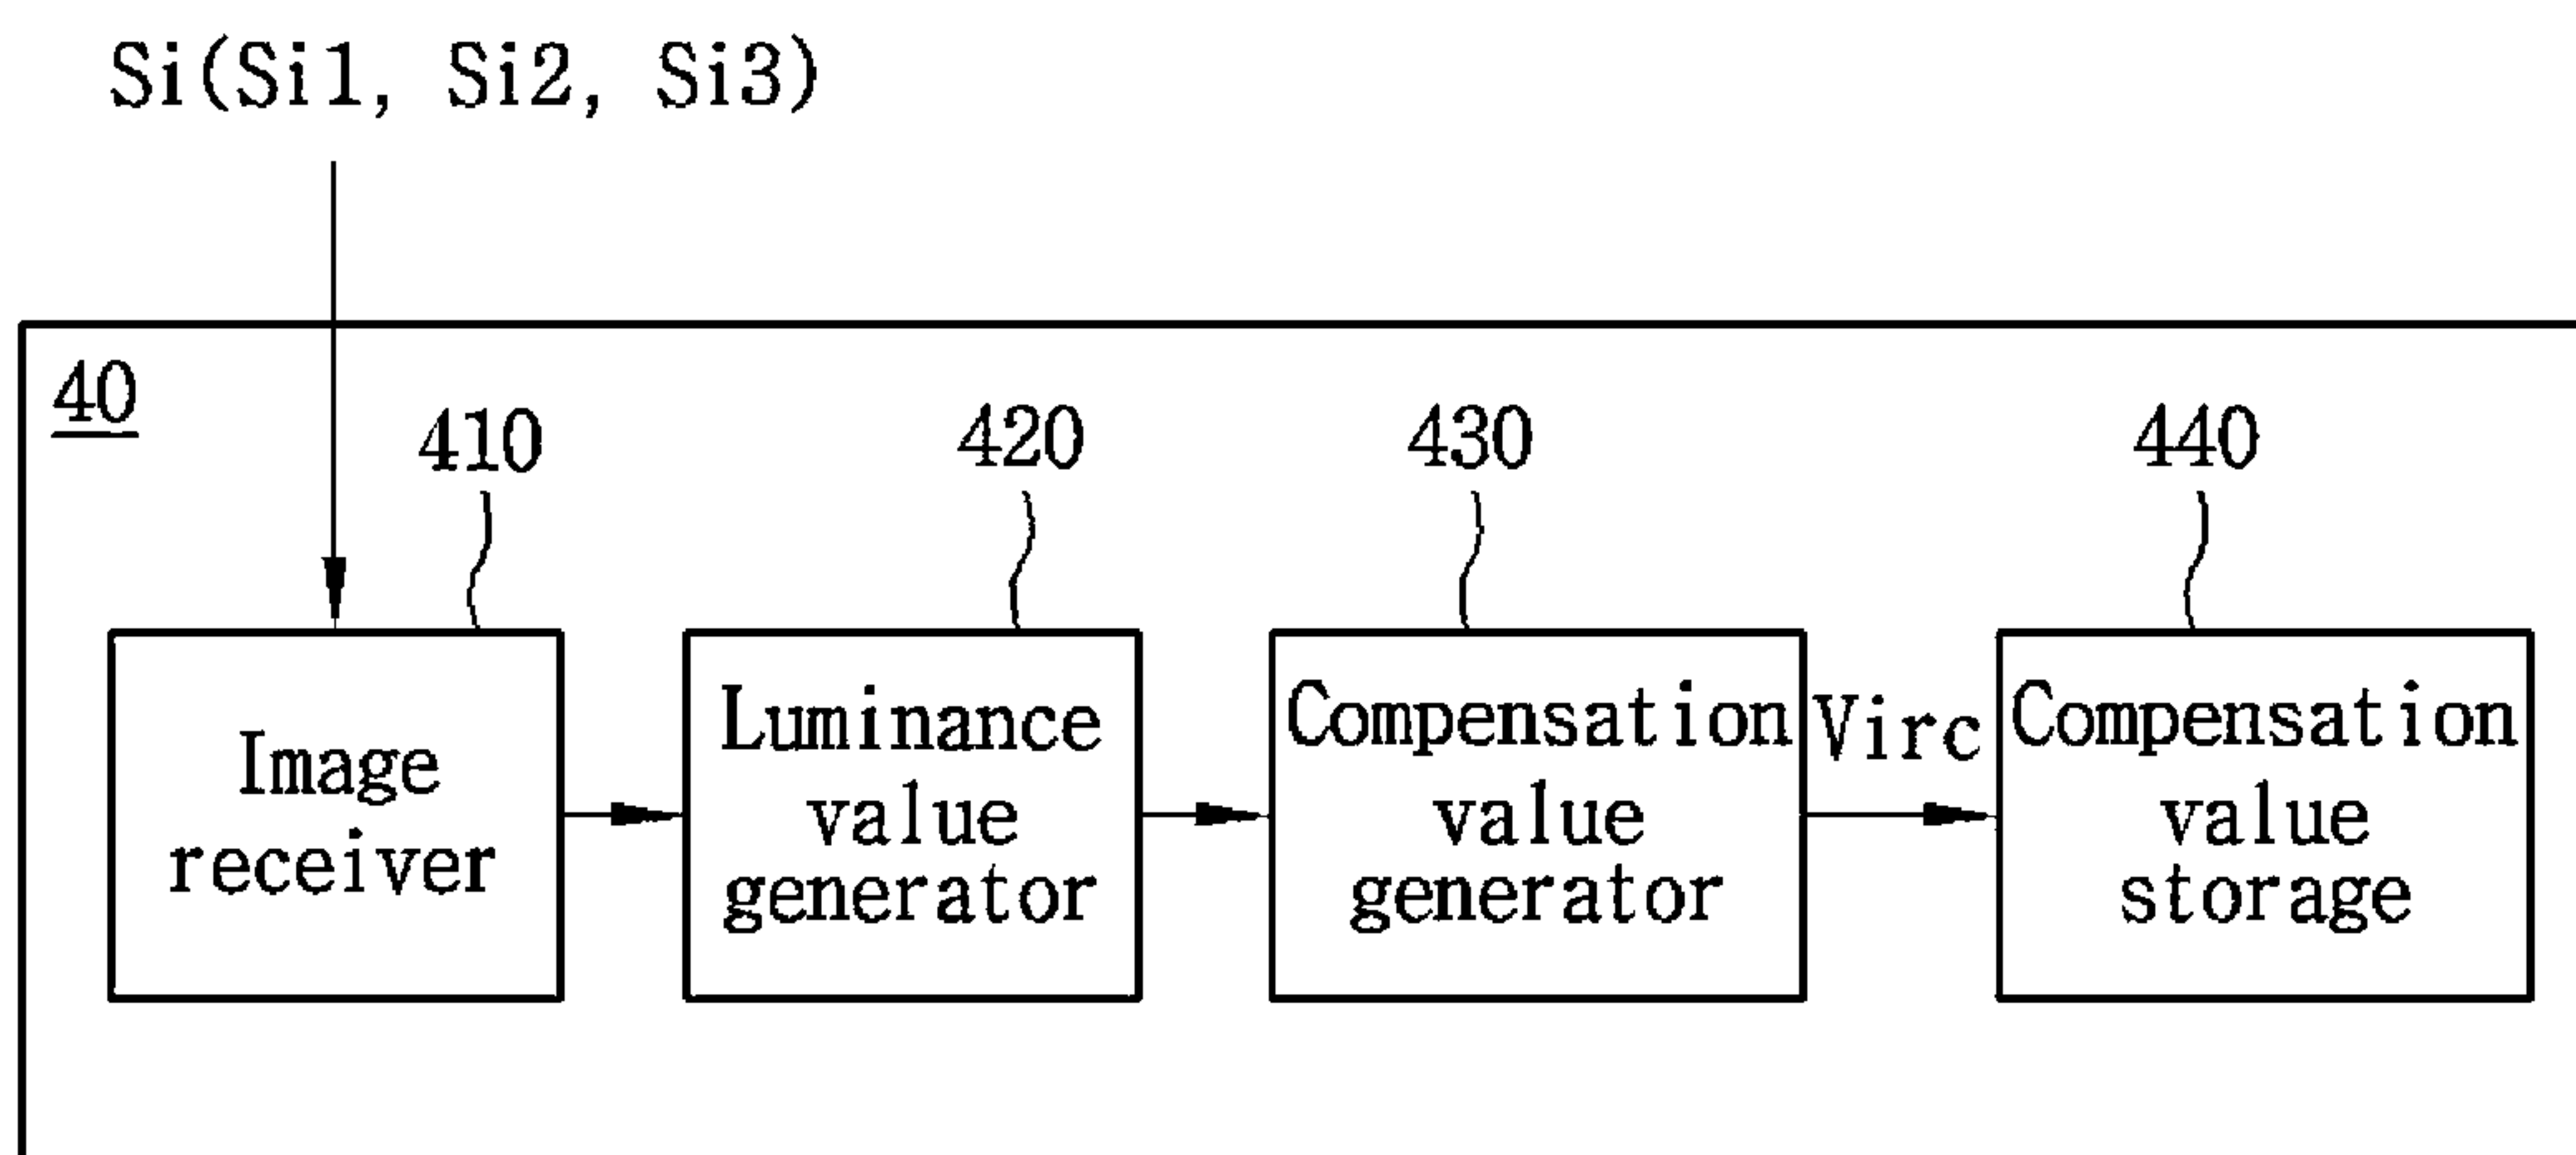 Si(Si1, Si2, Si3)
40
410
420
430
440
Image
receiver
Luminance
value
generator
Compensation
value
generator
Virc
Compensation
value
storage